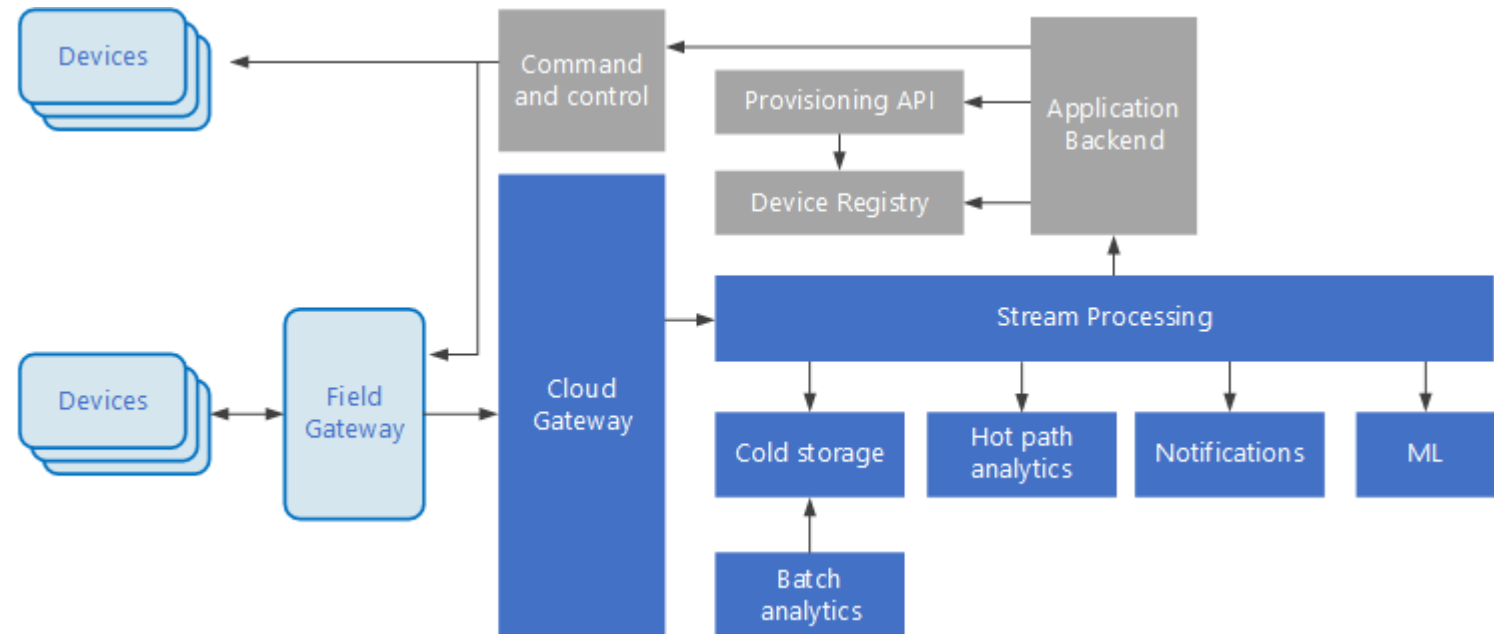 Devices
Command
and control
Provisioning API
Application
Backend
Device Registry
Stream Processing
Devices
Field
Gateway
Cloud
Gateway
Cold storage
Hot path
analytics
Notifications
ML
Batch
analytics